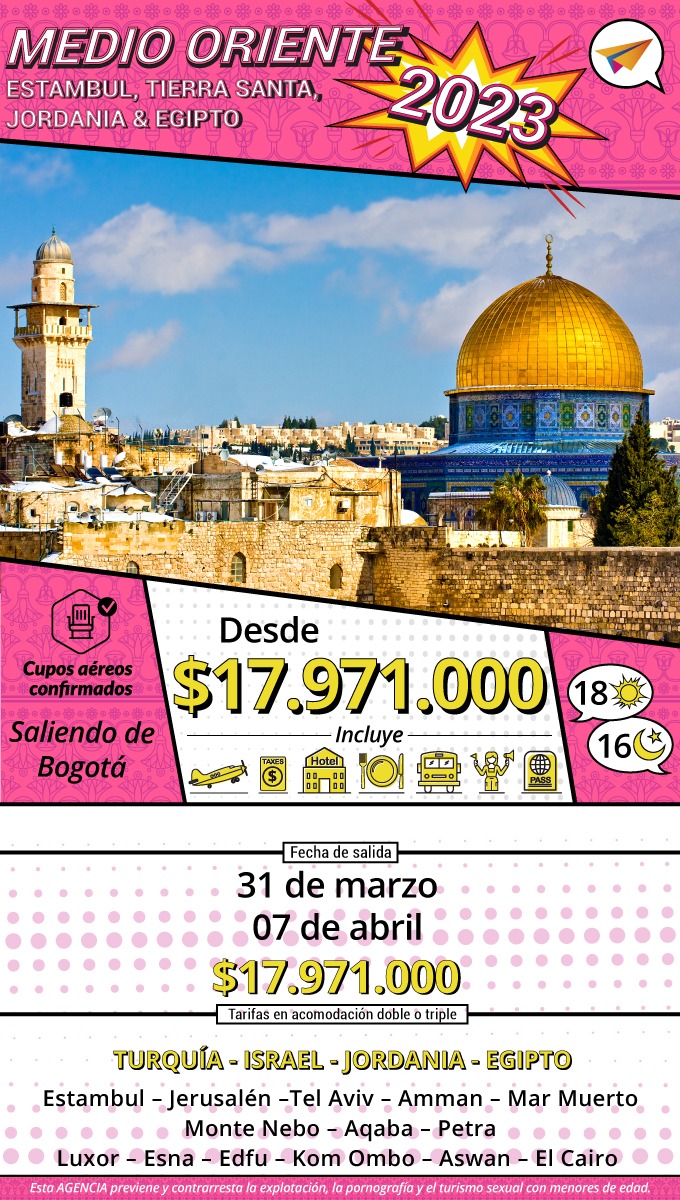 MEDIO ORIENTE
ESTAMBUL, TIERRA SANTA,
JORDANIA & EGIPTO
2023
Cupos aéreos
confirmados
Saliendo de
Bogotá
Desde
$17.971.000
Incluye
TAXES
$
Hotel
PASS
18
16
Fecha de salida
31 de marzo
07 de abril
$17.971.000
Tarifas en acomodación doble o triple
TURQUÍA - ISRAEL - JORDANIA - EGIPTO
Estambul – Jerusalén –Tel Aviv – Amman – Mar Muerto
Monte Nebo – Aqaba – Petra
Luxor – Esna – Edfu – Kom Ombo – Aswan – El Cairo
Esta AGENCIA previene y contrarresta la explotación, la pornografía y el turismo sexual con menores de edad.